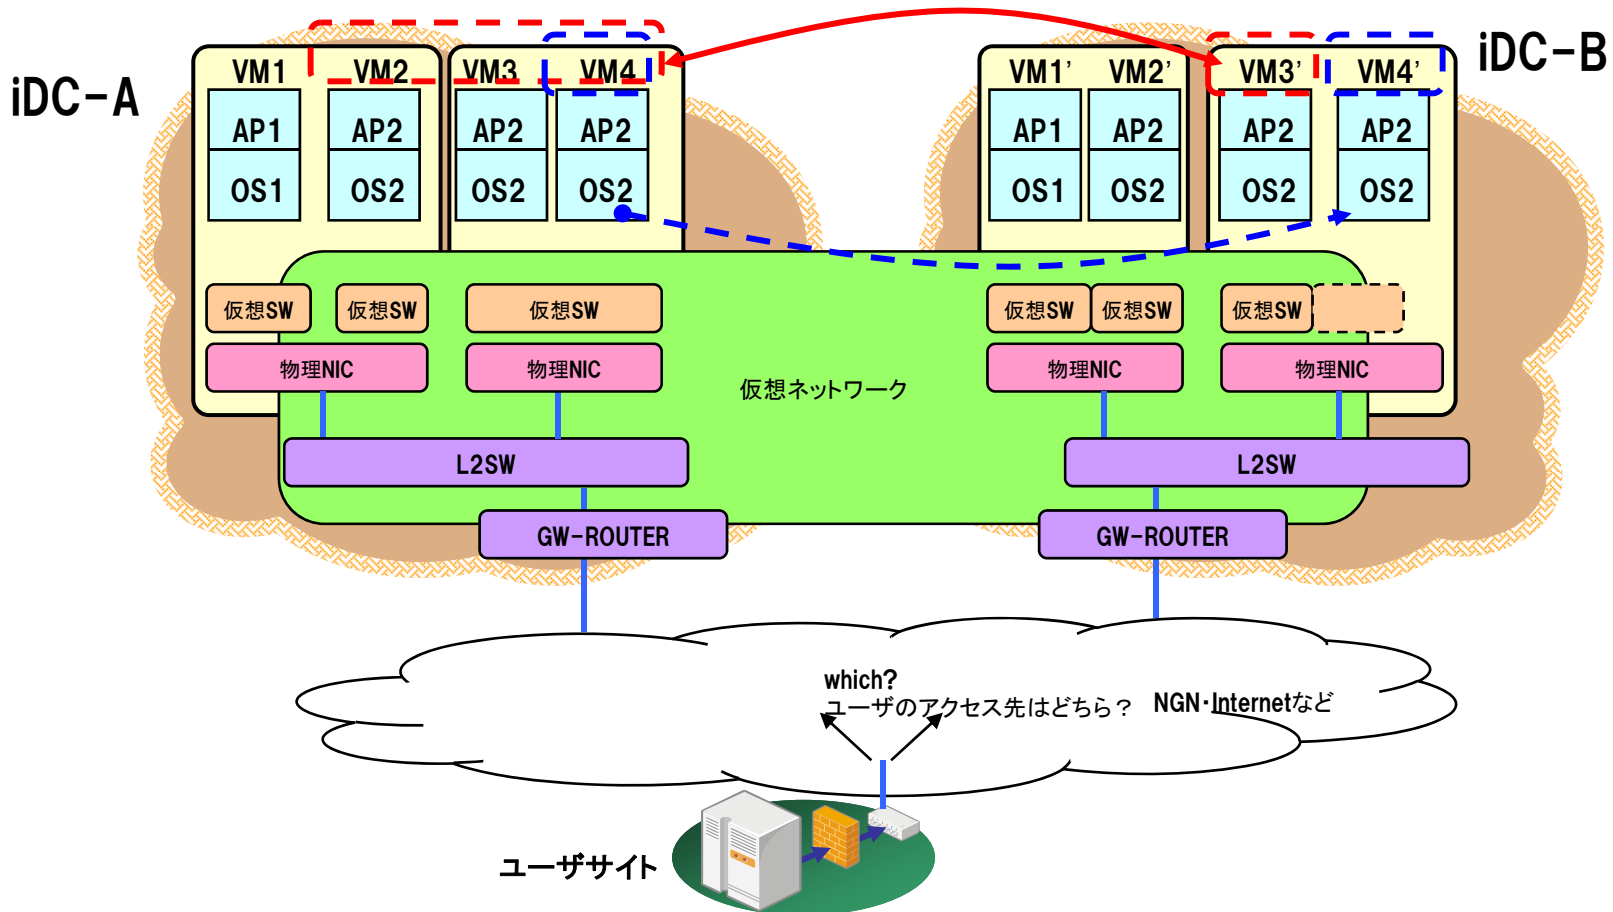 iDC-A
iDC-B
VM1
VM2
VM3
VM4
VM1'
VM2'
VM3'
VM4'
AP1
AP2
AP2
AP2
AP1
AP2
AP2
AP2
OS1
OS2
OS2
OS2
OS1
OS2
OS2
OS2
仮想SW
仮想SW
仮想SW
仮想SW
仮想SW
仮想SW
物理NIC
物理NIC
物理NIC
物理NIC
仮想ネットワーク
L2SW
L2SW
GW-ROUTER
GW-ROUTER
which?
ユーザのアクセス先はどちら？
NGN・Internetなど
ユーザサイト